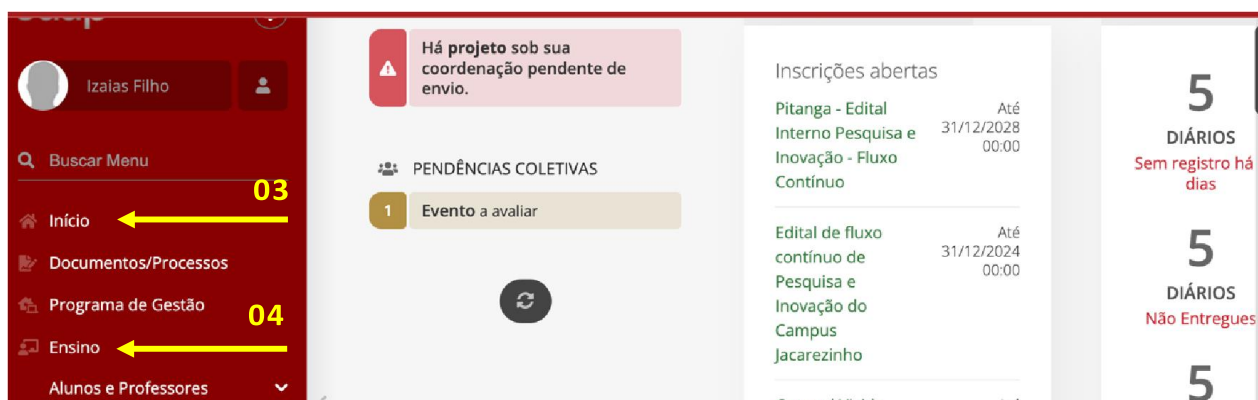 Izaias Filho
Buscar Menu
03
Início
Documentos/Processos
Programa de Gestão
04
Ensino
Alunos e Professores
Há projeto sob sua
coordenação pendente de
envio.
PENDÊNCIAS COLETIVAS
1 Evento a avaliar
Inscrições abertas
Pitanga - Edital
Interno Pesquisa e
Inovação - Fluxo
Contínuo
Até
31/12/2028
00:00
Edital de fluxo
contínuo de
Pesquisa e
Inovação do
Campus
Jacarezinho
Até
31/12/2024
00:00
5
DIÁRIOS
Sem registro há
dias
5
DIÁRIOS
Não Entregues
5